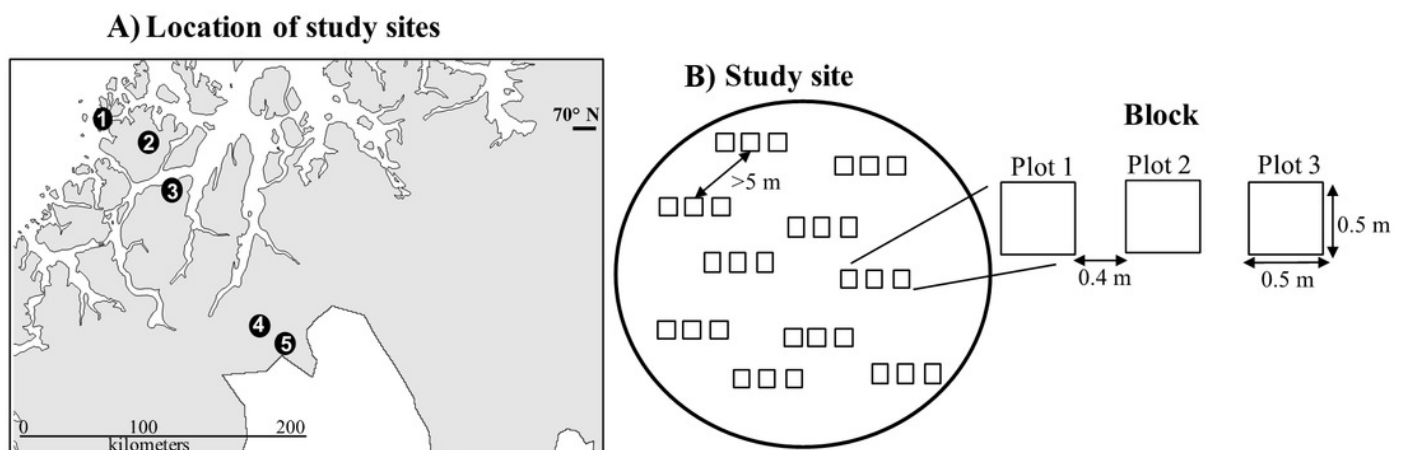 A) Location of study sites
1
2
70° N
3
4
5
0 100 200
kilometers
B) Study site
>5 m
Block
Plot 1 Plot 2 Plot 3
0.5 m
0.4 m 0.5 m